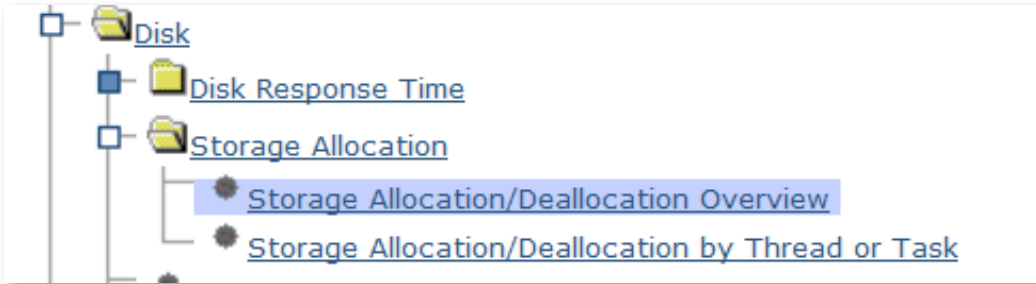 Disk
Disk Response Time
Storage Allocation
Storage Allocation/Deallocation Overview
Storage Allocation/Deallocation by Thread or Task